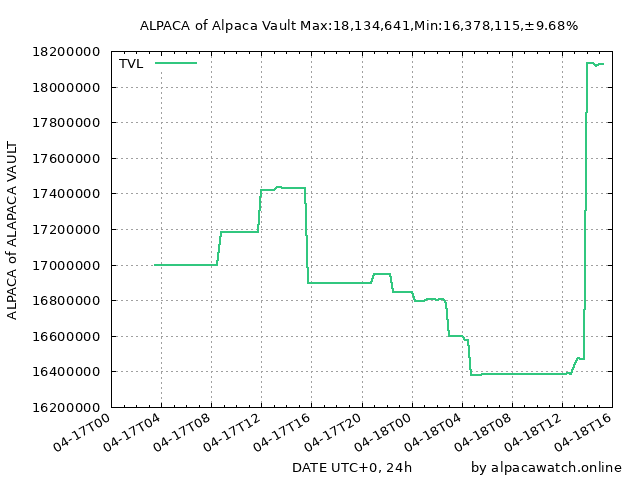 ALPACA of Alpaca Vault Max:18,134,641,Min:16,378,115,±9.68%
TVL
ALPACA of ALAPACA VAULT
18200000
18000000
17800000
17600000
17400000
17200000
17000000
16800000
16600000
16400000
16200000
04-17T00
04-17T04
04-17T08
04-17T12
04-17T16
04-17T20
04-18T00
04-18T04
04-18T08
04-18T12
04-18T16
DATE UTC+0, 24h
by alpacawatch.online